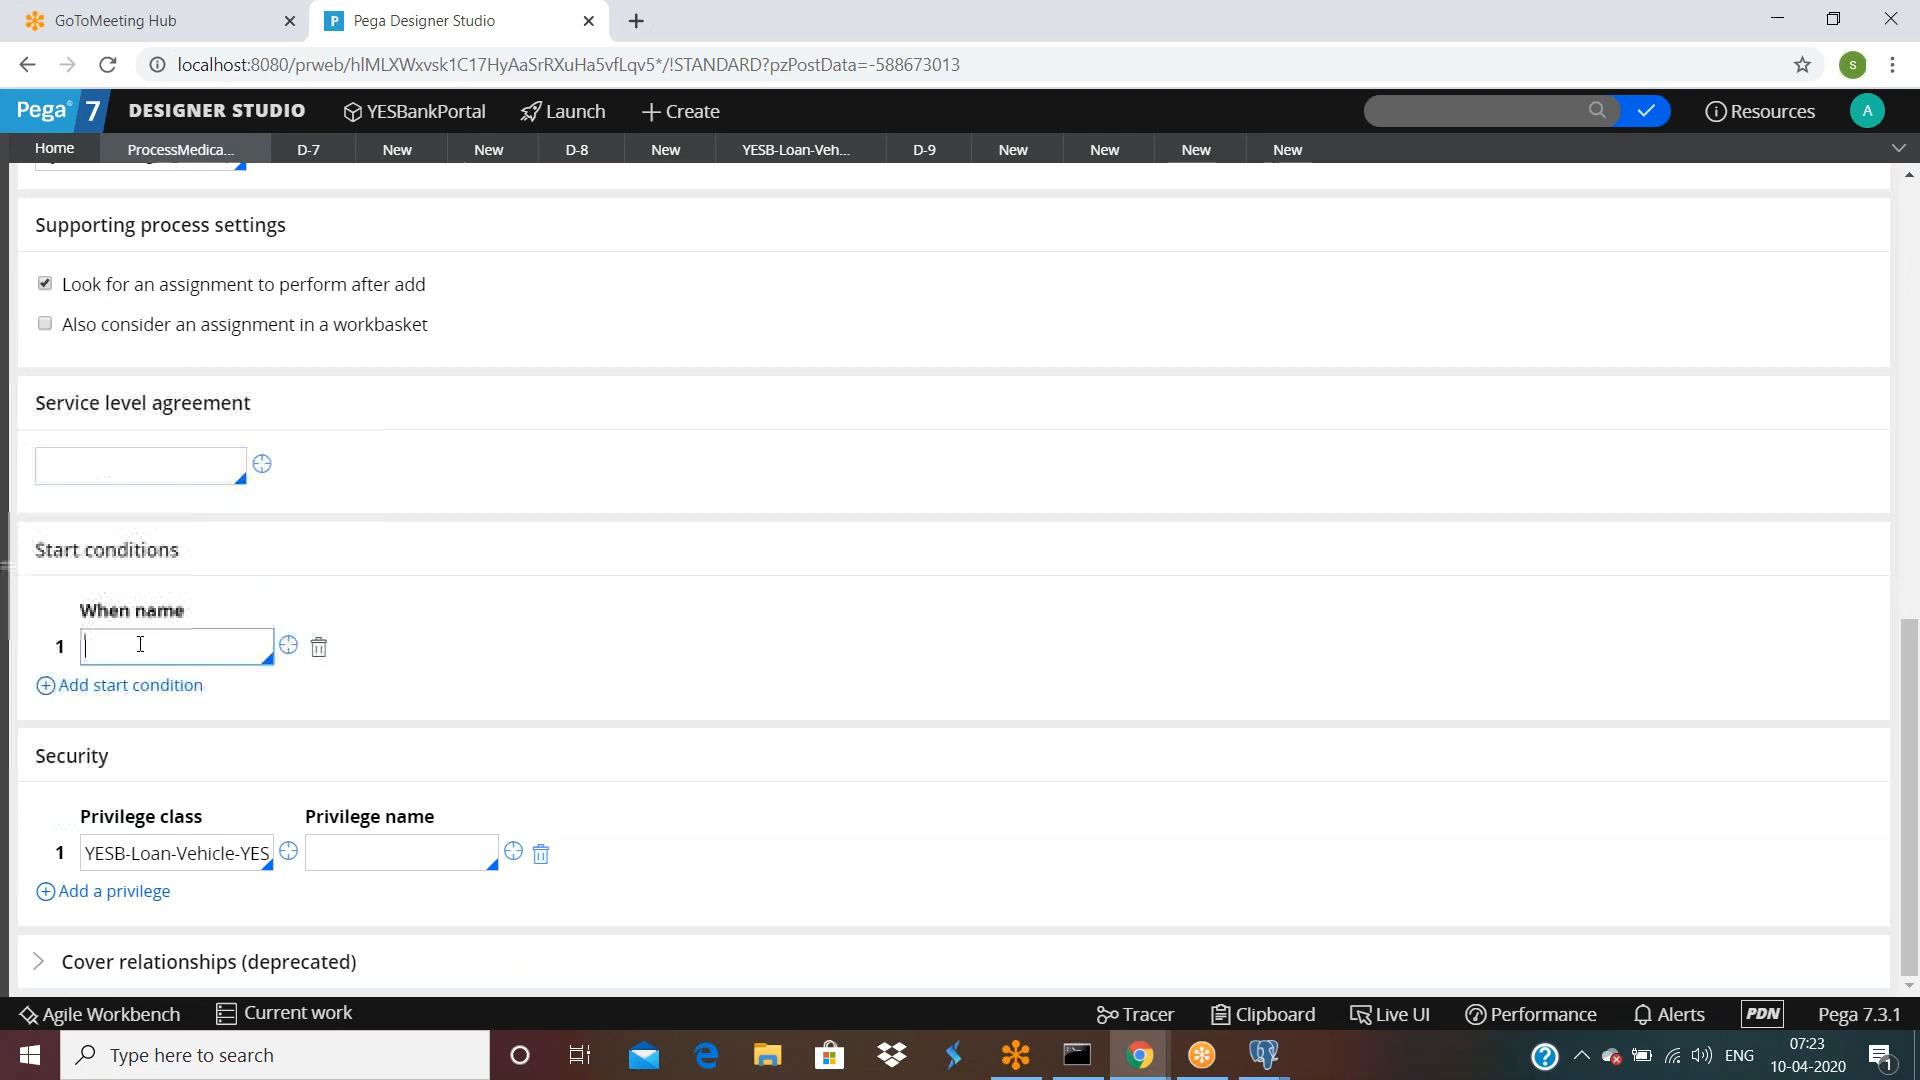 GoToMeeting Hub
Pega Designer Studio
localhost:8080/prweb/hlMLXWxvsk1C17HyAaSrRXuHa5vfLqv5*/!STANDARD?pzPostData=-588673013
s
Pega 7 DESIGNER STUDIO YESBankPortal Launch Create Resources A
Home ProcessMedica... D-7 New New D-8 New YESB-Loan-Veh... D-9 New New New New
Supporting process settings
Look for an assignment to perform after add
Also consider an assignment in a workbasket
Service level agreement
Start conditions
When name
1
Add start condition
Security
Privilege class Privilege name
1 YESB-Loan-Vehicle-YES
Add a privilege
Cover relationships (deprecated)
Agile Workbench Current work Tracer Clipboard Live UI Performance Alerts PDN Pega 7.3.1
Type here to search
ENG
07:23
10-04-2020
1